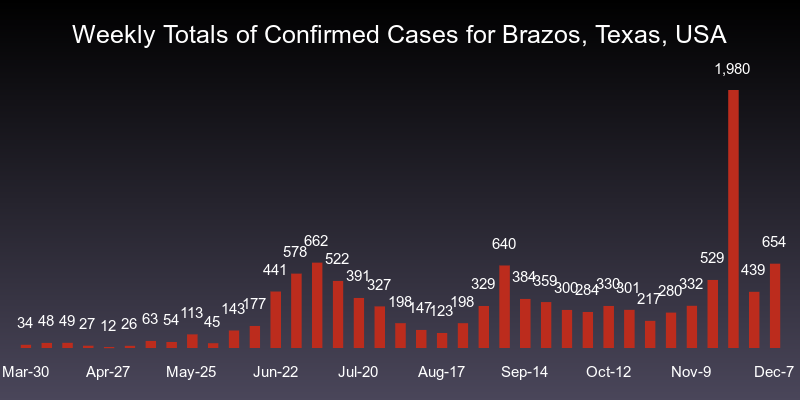 Weekly Totals of Confirmed Cases for Brazos, Texas, USA
1,980
34 48 49 27 12 26 63 54 113 45 143 177 441 578 662 522 391 327 198 147 123 198 329 640 384 359 300 284 330 301 217 280 332 529 439 654
Mar-30 Apr-27 May-25 Jun-22 Jul-20 Aug-17 Sep-14 Oct-12 Nov-9 Dec-7